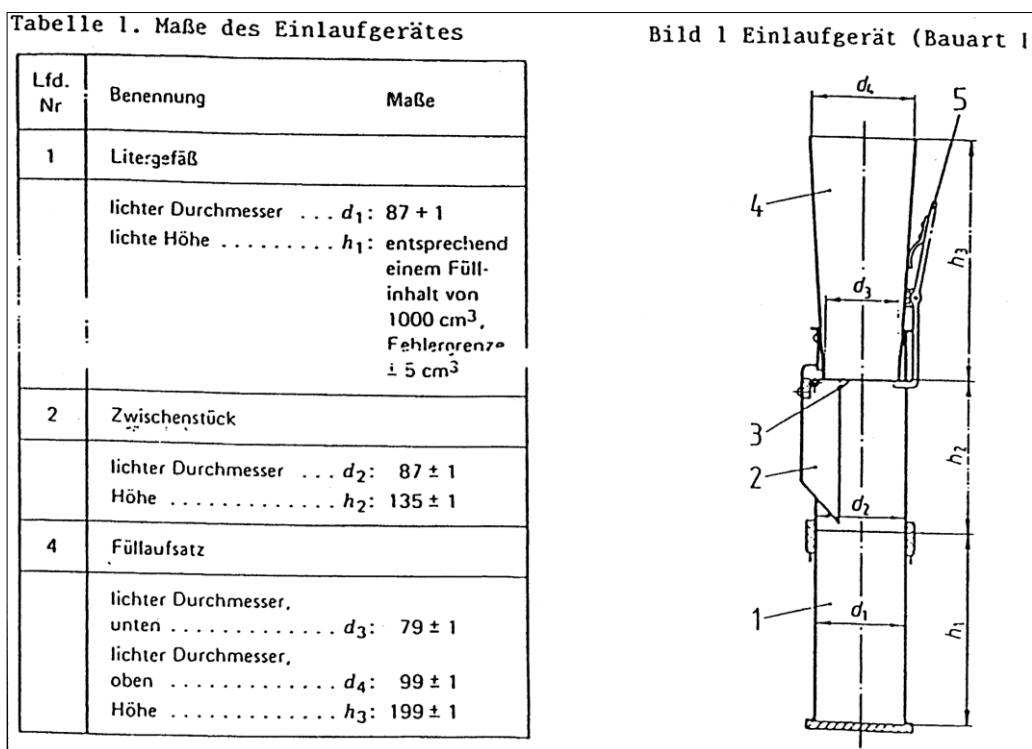 Tabelle 1. Maße des Einlaufgerätes
Lfd. Nr Benennung Maße
1 Litergefäß
lichter Durchmesser ... d1: 87 + 1
lichte Höhe ......... h1: entsprechend
einem Füll-
inhalt von
1000 cm³,
Fehlergrenze
± 5 cm³
2 Zwischenstück
lichter Durchmesser ... d2: 87 ± 1
Höhe ............. h2: 135 ± 1
4 Füllaufsatz
lichter Durchmesser,
unten ............. d3: 79 ± 1
lichter Durchmesser,
oben ............. d4: 99 ± 1
Höhe ............. h3: 199 ± 1
Bild 1 Einlaufgerät (Bauart 1
d4
5
4
h3
d3
3
2
h2
d2
1
d1
h1